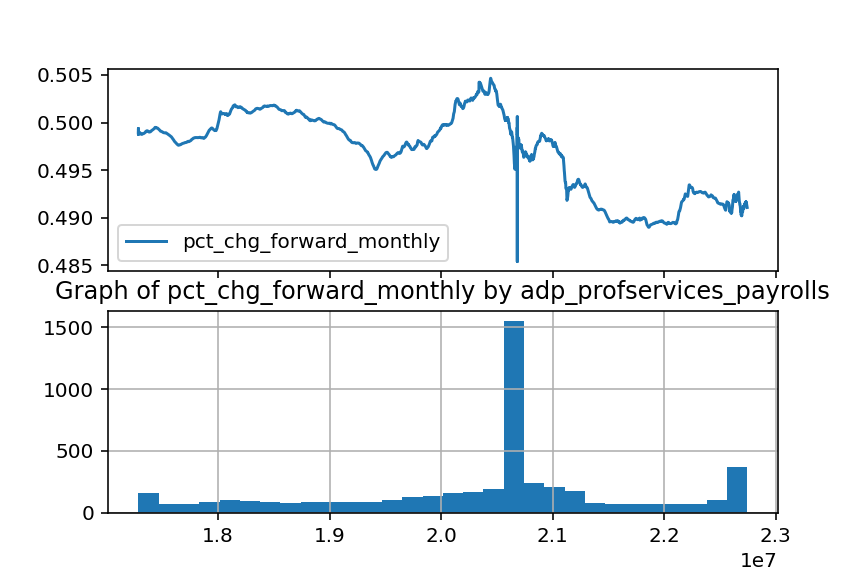 0.505
0.500
0.495
0.490
0.485
pct_chg_forward_monthly
Graph of pct_chg_forward_monthly by adp_profservices_payrolls
1500
1000
500
0
1.8 1.9 2.0 2.1 2.2 2.3
1e7